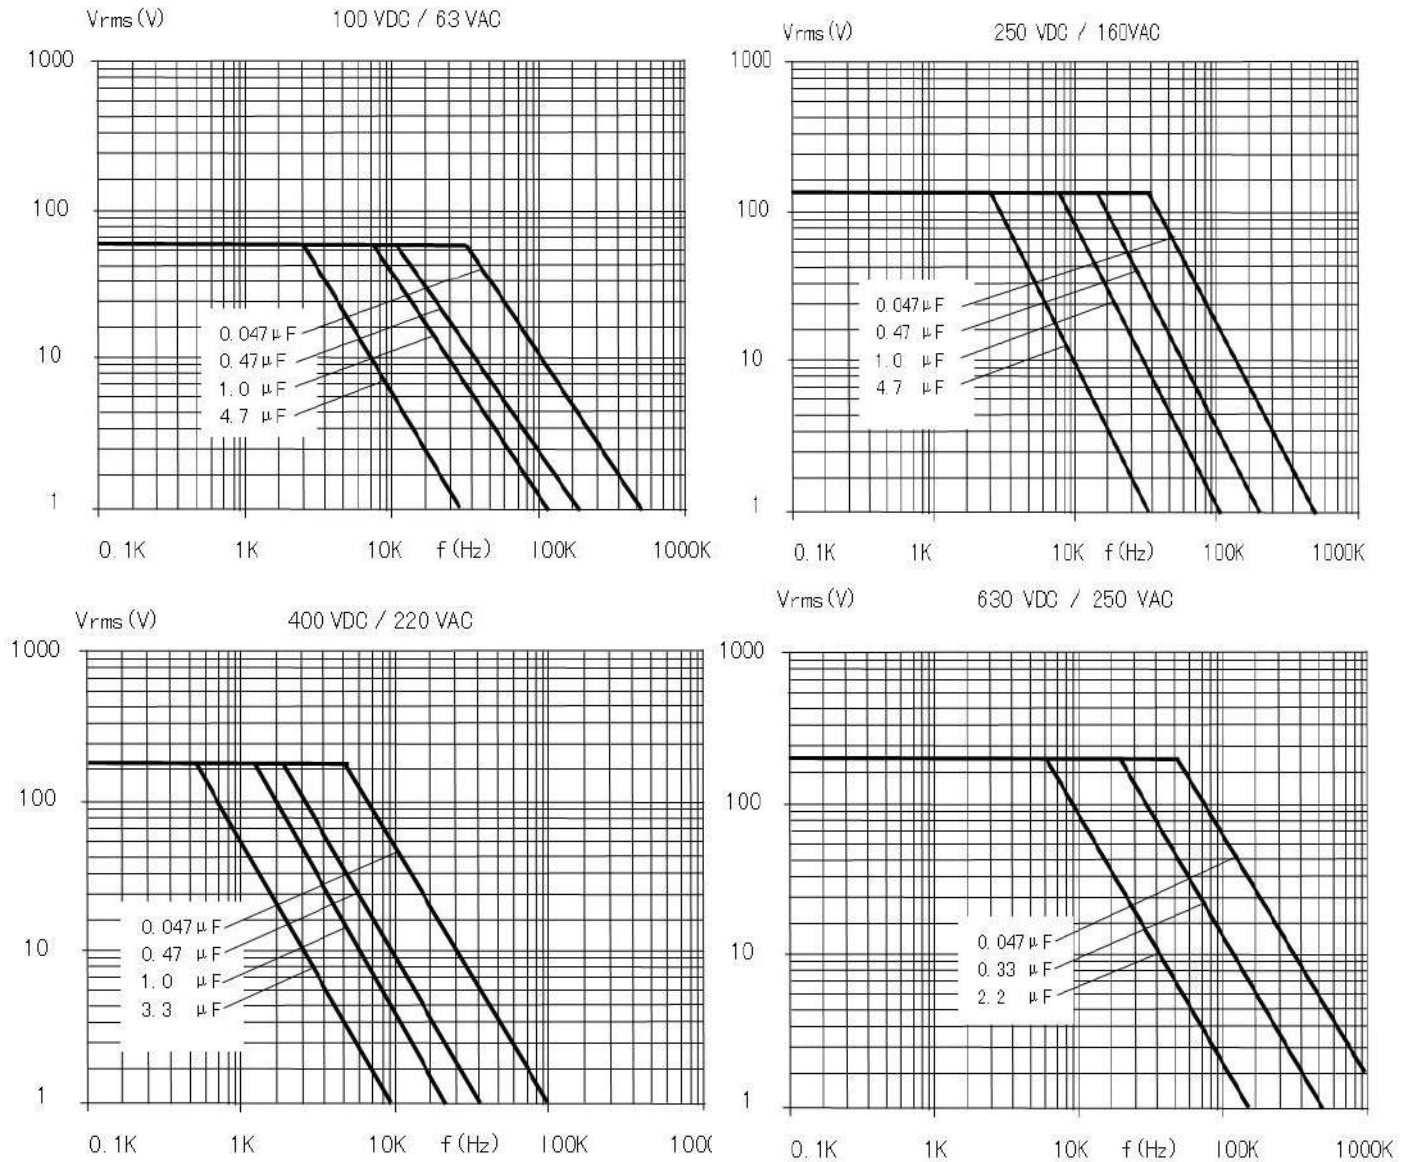 Vrms(V)
100 VDC / 63 VAC
1000
100
10
1
0.047μF
0.47μF
1.0 μF
4.7 μF
0.1K
1K
10K
f(Hz)
100K
1000K
Vrms(V)
250 VDC / 160VAC
1000
100
10
1
0.047μF
0.47 μF
1.0 μF
4.7 μF
0.1K
1K
10K
f(Hz)
100K
1000K
Vrms(V)
400 VDC / 220 VAC
1000
100
10
1
0.047μF
0.47 μF
1.0 μF
3.3 μF
0.1K
1K
10K
f(Hz)
100K
1000
Vrms(V)
630 VDC / 250 VAC
1000
100
10
1
0.047μF
0.33 μF
2.2 μF
0.1K
1K
10K
f(Hz)
100K
1000K